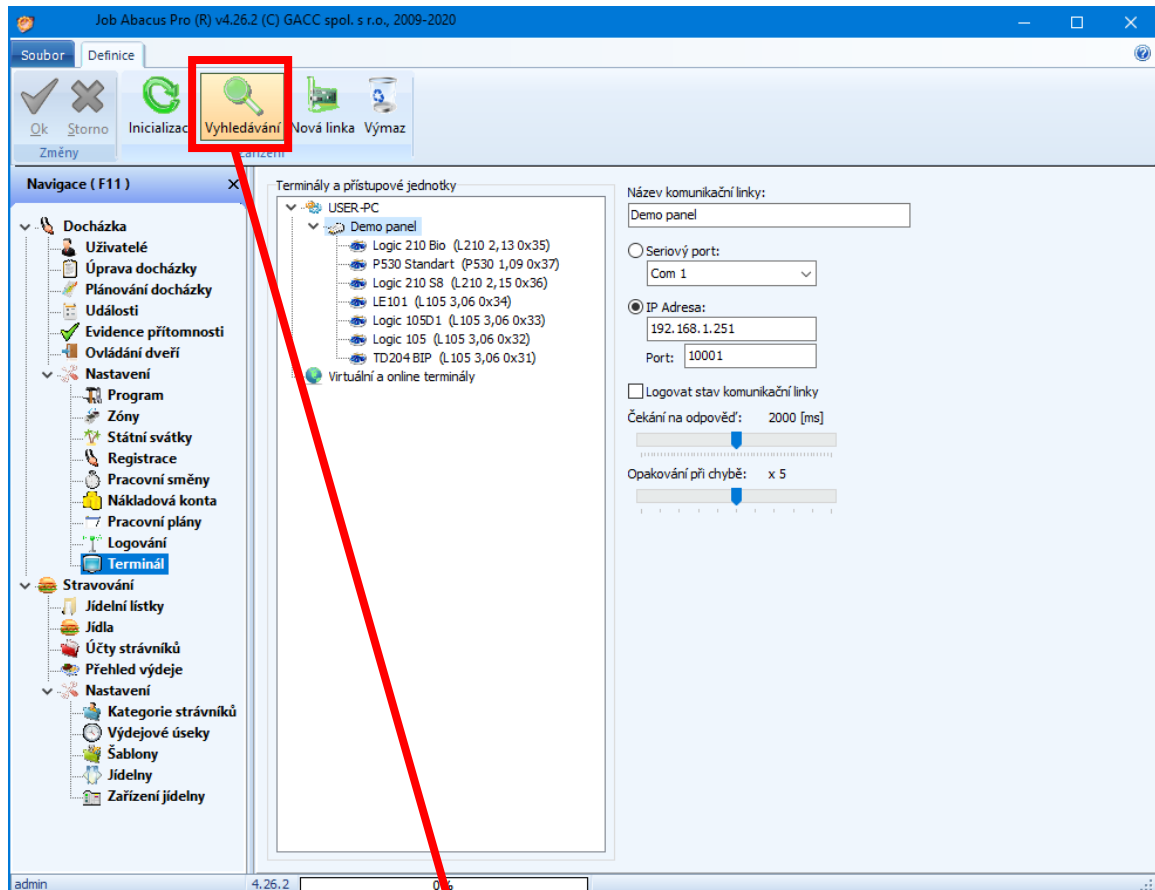 Job Abacus Pro (R) v4.26.2 (C) GACC spol. s r.o., 2009-2020
Soubor Definice
Ok Storno Inicializac Vyhledávání Nová linka Výmaz
Změny
Navigace ( F11 )
Docházka
Uživatelé
Úprava docházky
Plánování docházky
Události
Evidence přítomnosti
Ovládání dveří
Nastavení
Program
Zóny
Státní svátky
Registrace
Pracovní směny
Nákladová konta
Pracovní plány
Logování
Terminál
Stravování
Jídelní lístky
Jídla
Účty strávníků
Přehled výdeje
Nastavení
Kategorie strávníků
Výdejové úseky
Šablony
Jídelny
Zařízení jídelny
Terminály a přístupové jednotky
USER-PC
Demo panel
Logic 210 Bio (L210 2,13 0x35)
P530 Standart (P530 1,09 0x37)
Logic 210 S8 (L210 2,15 0x36)
LE101 (L105 3,06 0x34)
Logic 105D1 (L105 3,06 0x33)
Logic 105 (L105 3,06 0x32)
TD204 BIP (L105 3,06 0x31)
Virtuální a online terminály
Název komunikační linky:
Demo panel
Seriový port:
Com 1
IP Adresa:
192.168.1.251
Port: 10001
Logovat stav komunikační linky
Čekání na odpověď: 2000 [ms]
Opakování při chybě: x 5
admin 4.26.2